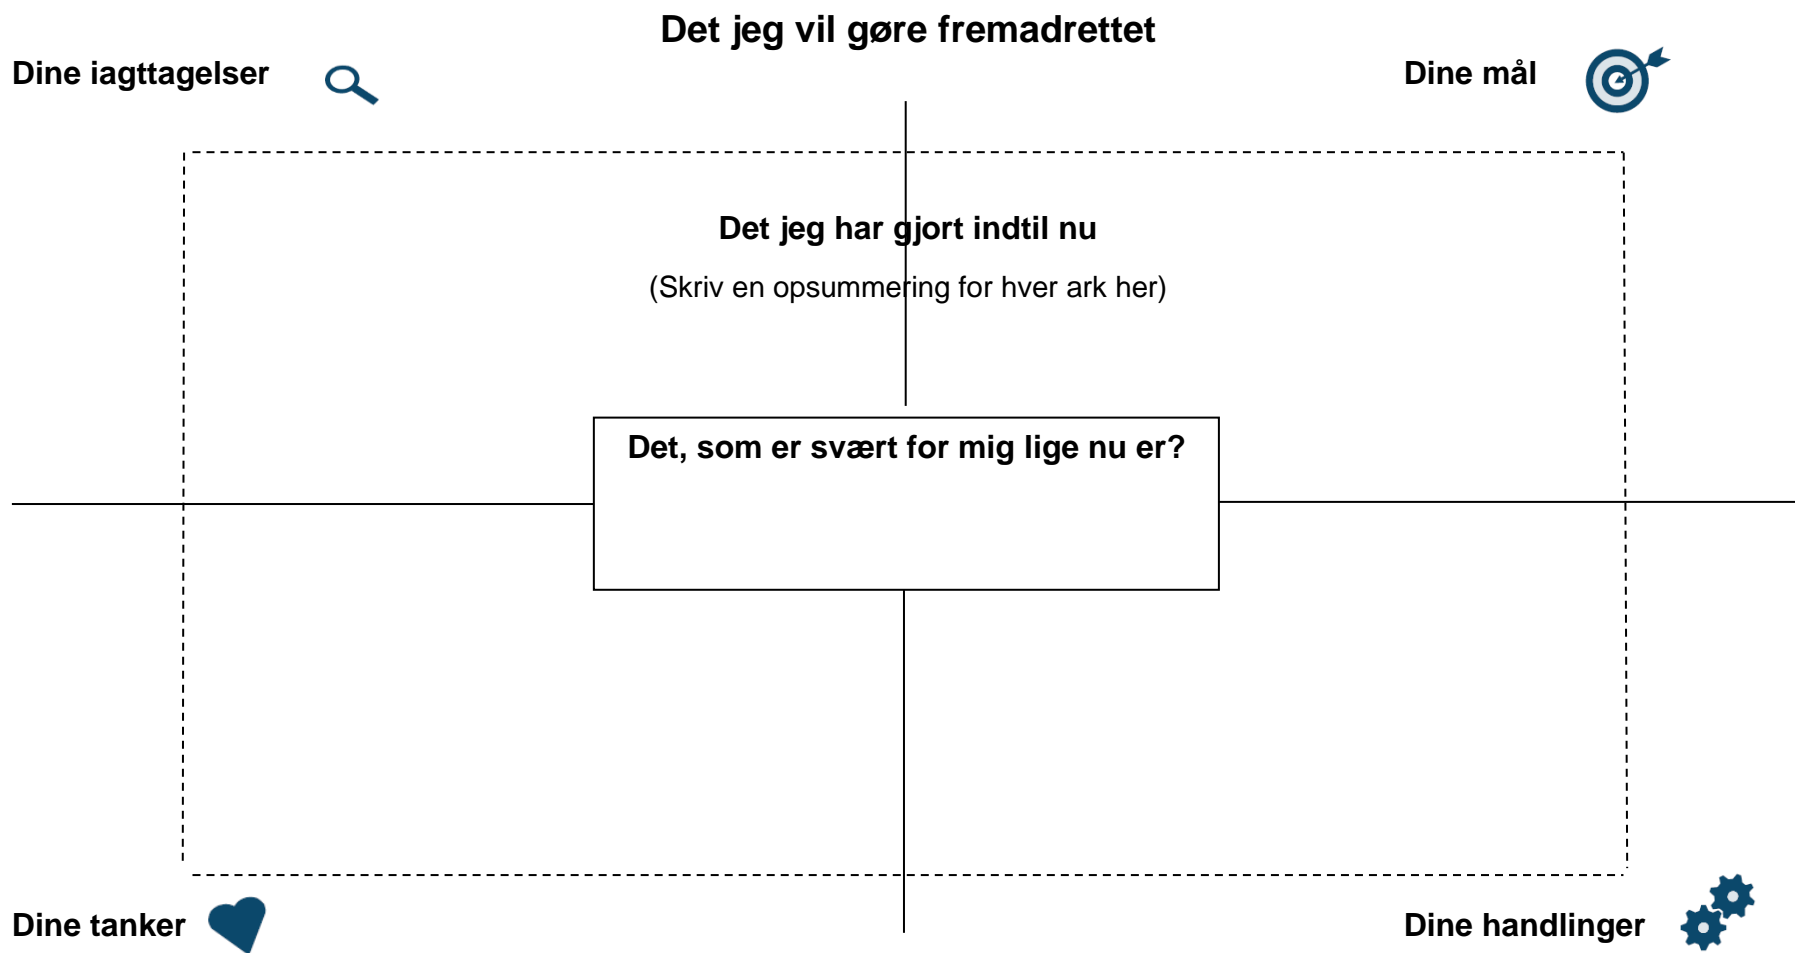 Det jeg vil gøre fremadrettet
Dine iagttagelser
Dine mål
Det jeg har gjort indtil nu
(Skriv en opsummering for hver ark her)
Det, som er svært for mig lige nu er?
Dine tanker
Dine handlinger